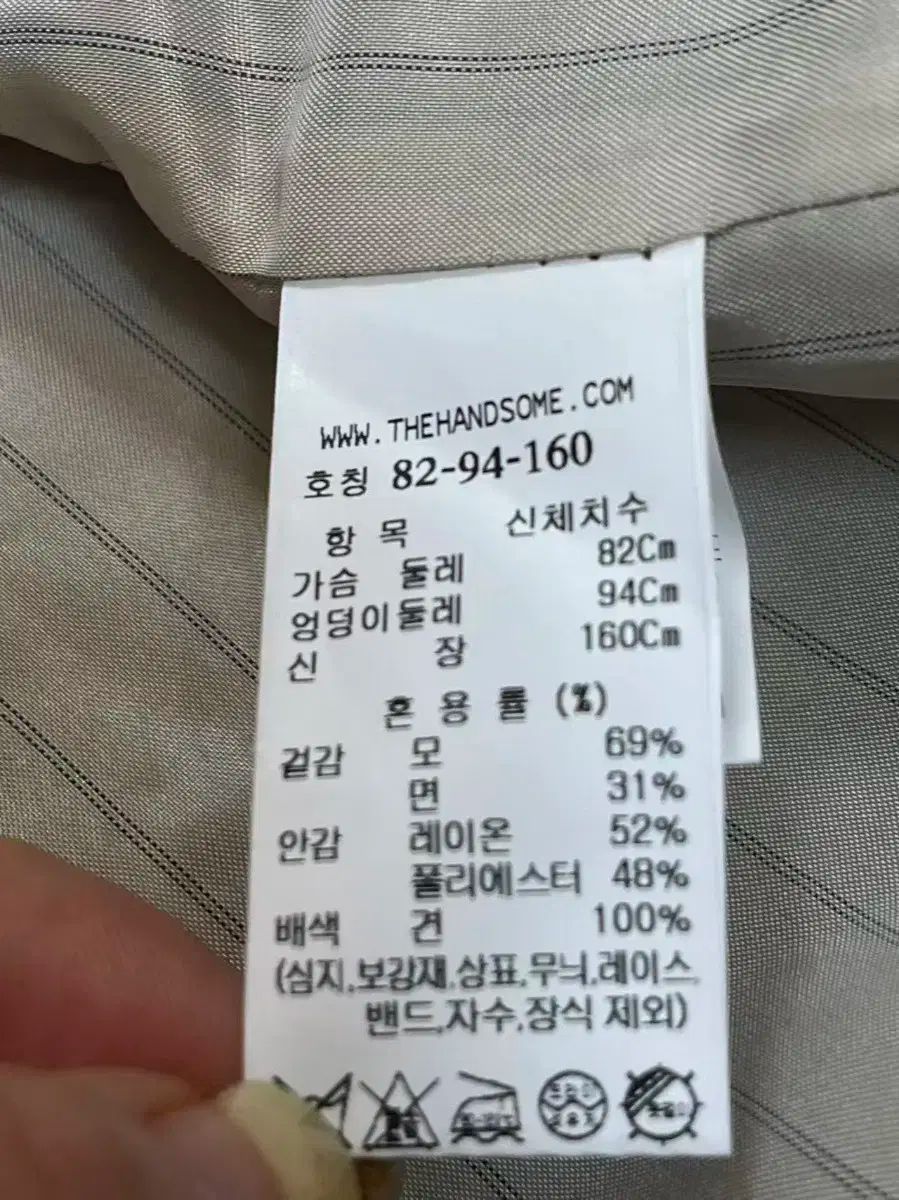 WWW.THEHANDSOME.COM
호칭 82-94-160
항 목 신체치수
가슴 둘레 82Cm
엉덩이둘레 94Cm
신 장 160Cm
혼 용 률 (%)
겉감 모 69%
면 31%
안감 레이온 52%
폴리에스터 48%
배색 견 100%
(심지,보강재,상표,무늬,레이스,
밴드,자수,장식 제외)